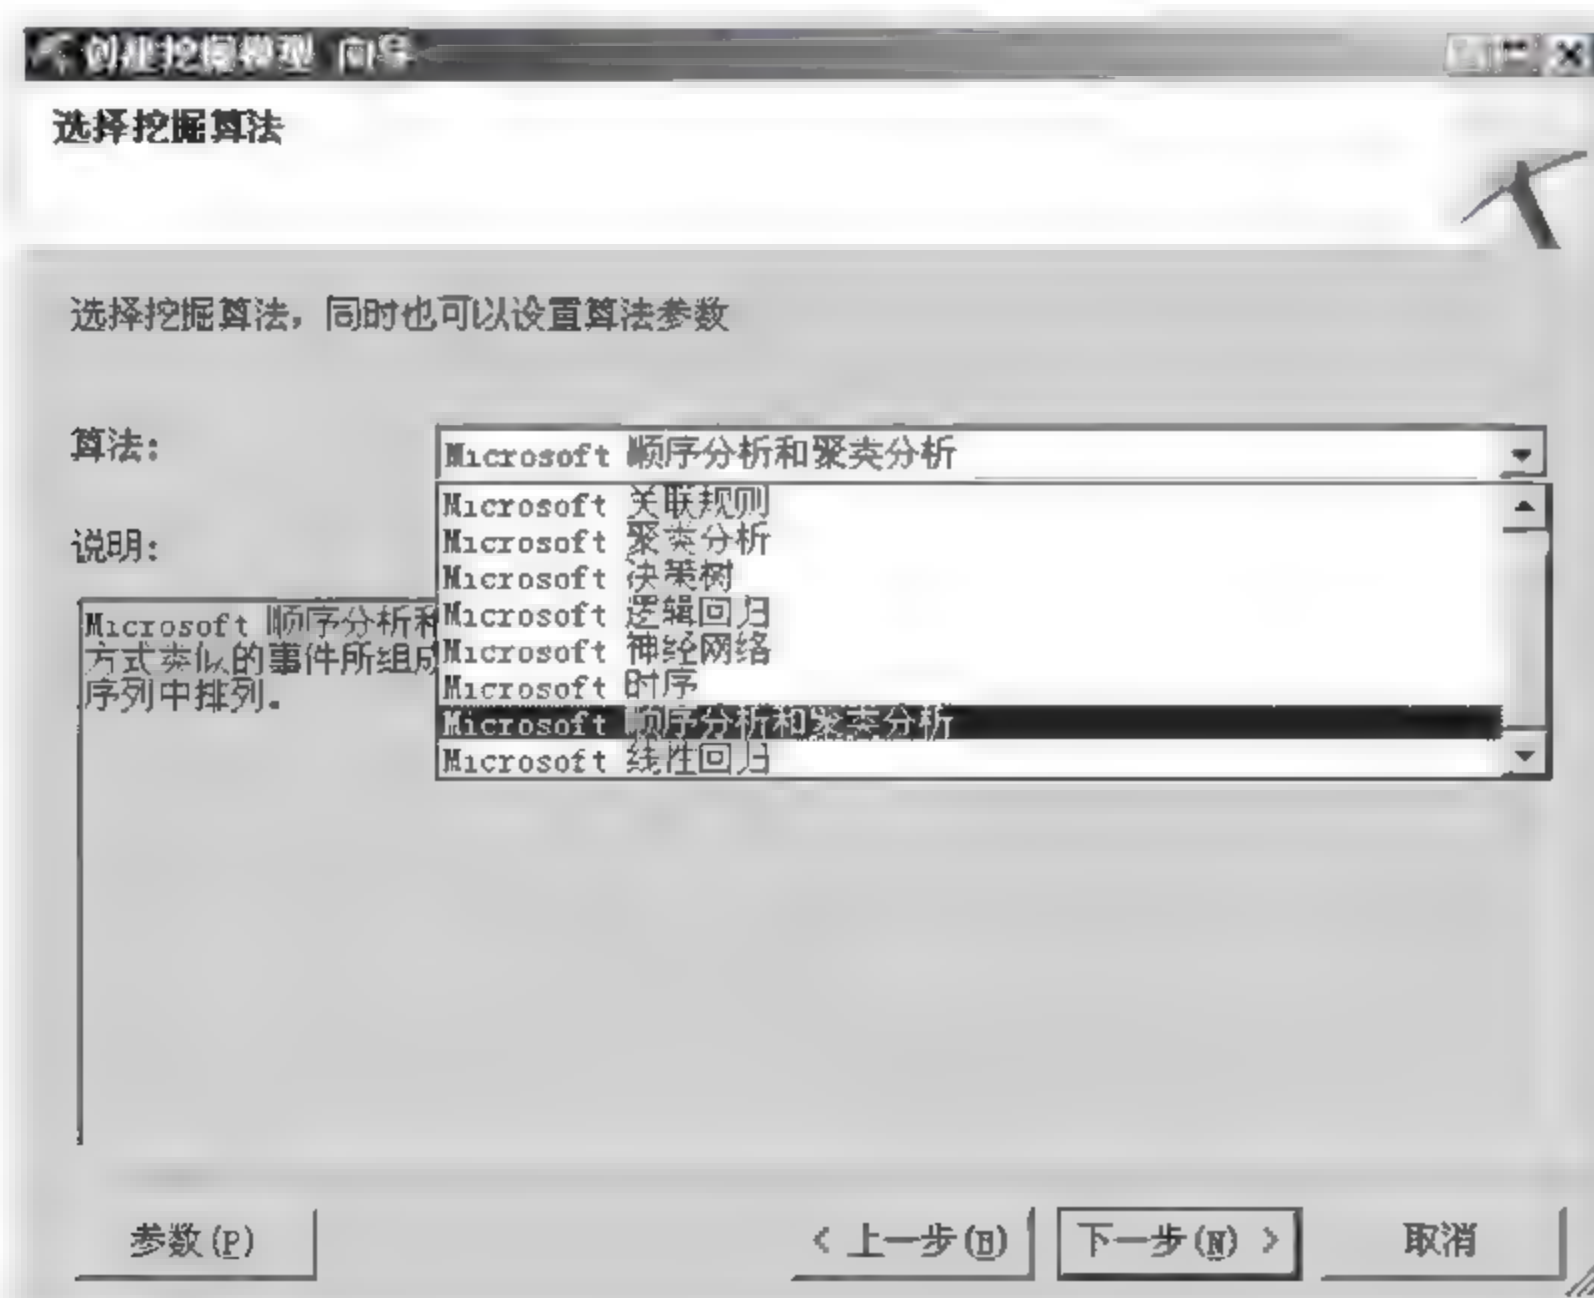 创建挖掘模型 向导
选择挖掘算法
选择挖掘算法，同时也可以设置算法参数
算法：
Microsoft 顺序分析和聚类分析
Microsoft 关联规则
Microsoft 聚类分析
Microsoft 决策树
Microsoft 逻辑回归
Microsoft 神经网络
Microsoft 时序
Microsoft 顺序分析和聚类分析
Microsoft 线性回归
说明：
Microsoft 顺序分析和
方式类似的事件所组成
序列中排列。
参数(P)
< 上一步(B)
下一步(N) >
取消